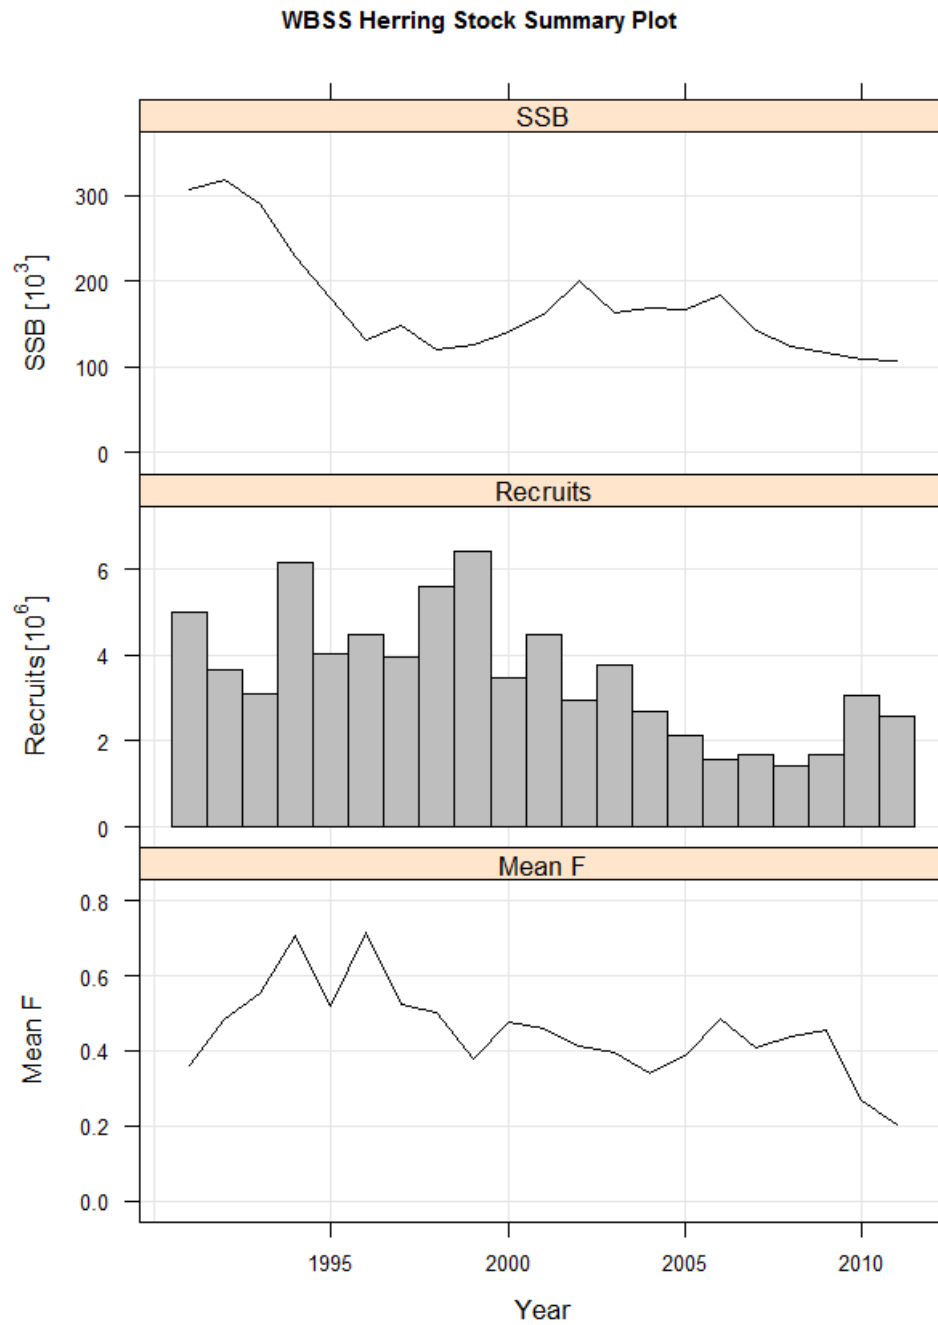 WBSS Herring Stock Summary Plot
SSB
300
200
100
0
SSB [10³]
Recruits
6
4
2
0
Recruits [10⁶]
Mean F
0.8
0.6
0.4
0.2
0.0
Mean F
1995 2000 2005 2010
Year